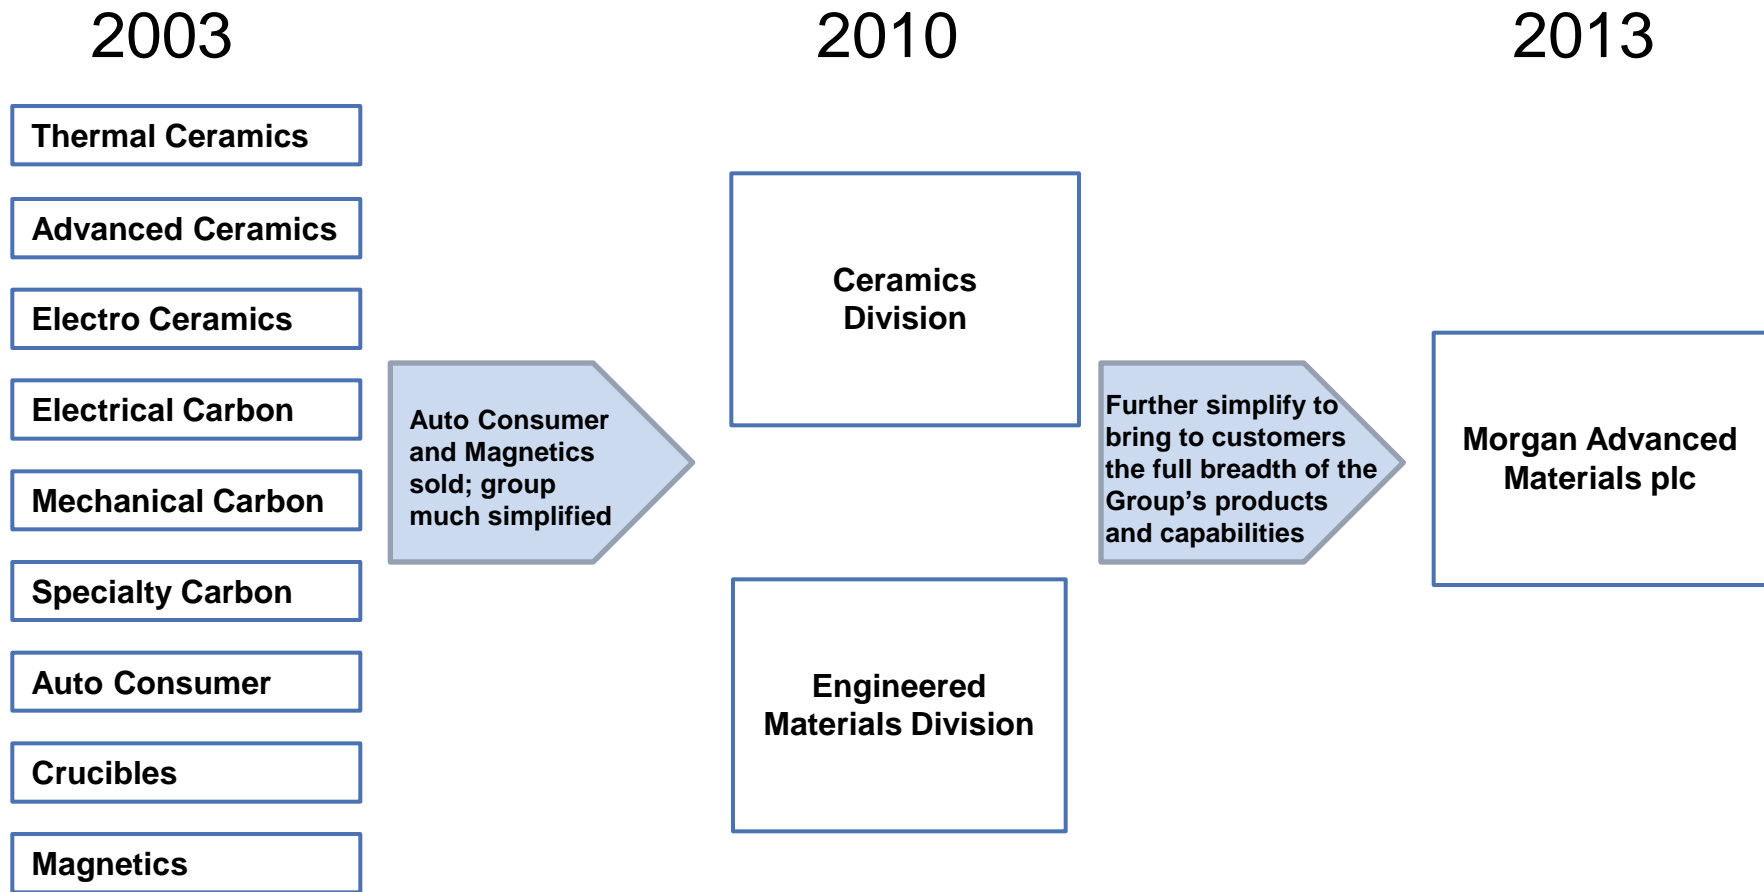 2003
2010
2013
Thermal Ceramics
Advanced Ceramics
Electro Ceramics
Electrical Carbon
Mechanical Carbon
Specialty Carbon
Auto Consumer
Crucibles
Magnetics
Auto Consumer
and Magnetics
sold; group
much simplified
Ceramics
Division
Engineered
Materials Division
Further simplify to
bring to customers
the full breadth of the
Group’s products
and capabilities
Morgan Advanced
Materials plc